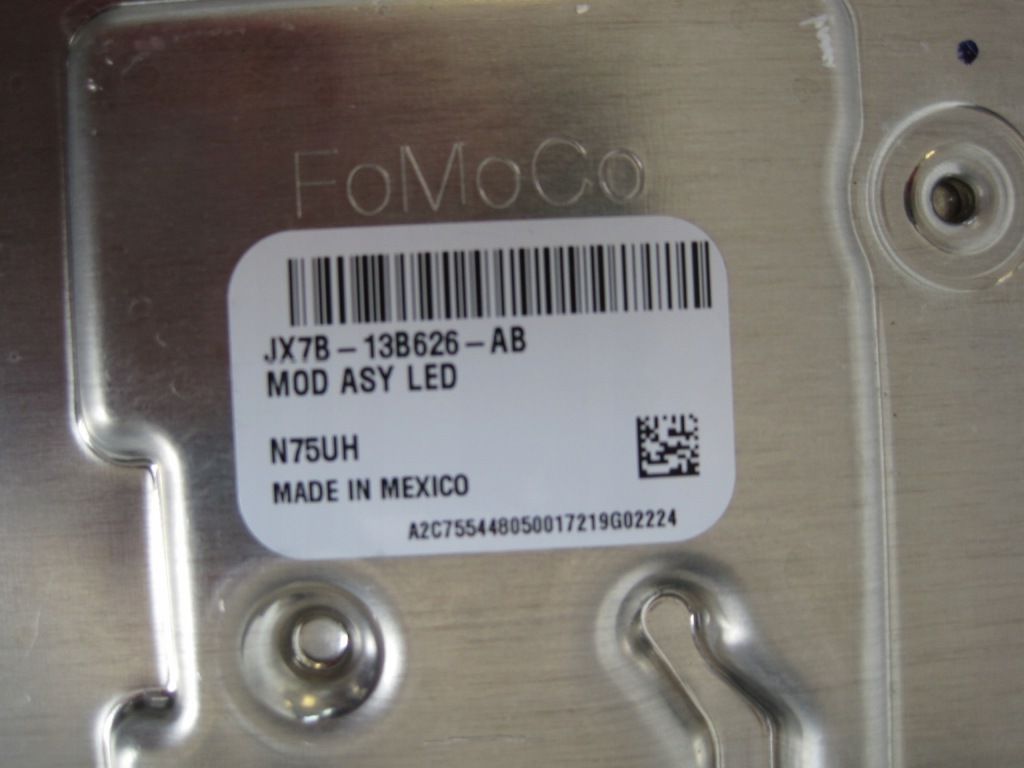 FoMoCo
JX7B-13B626-AB
MOD ASY LED
N75UH
MADE IN MEXICO
A2C755448050017219G02224